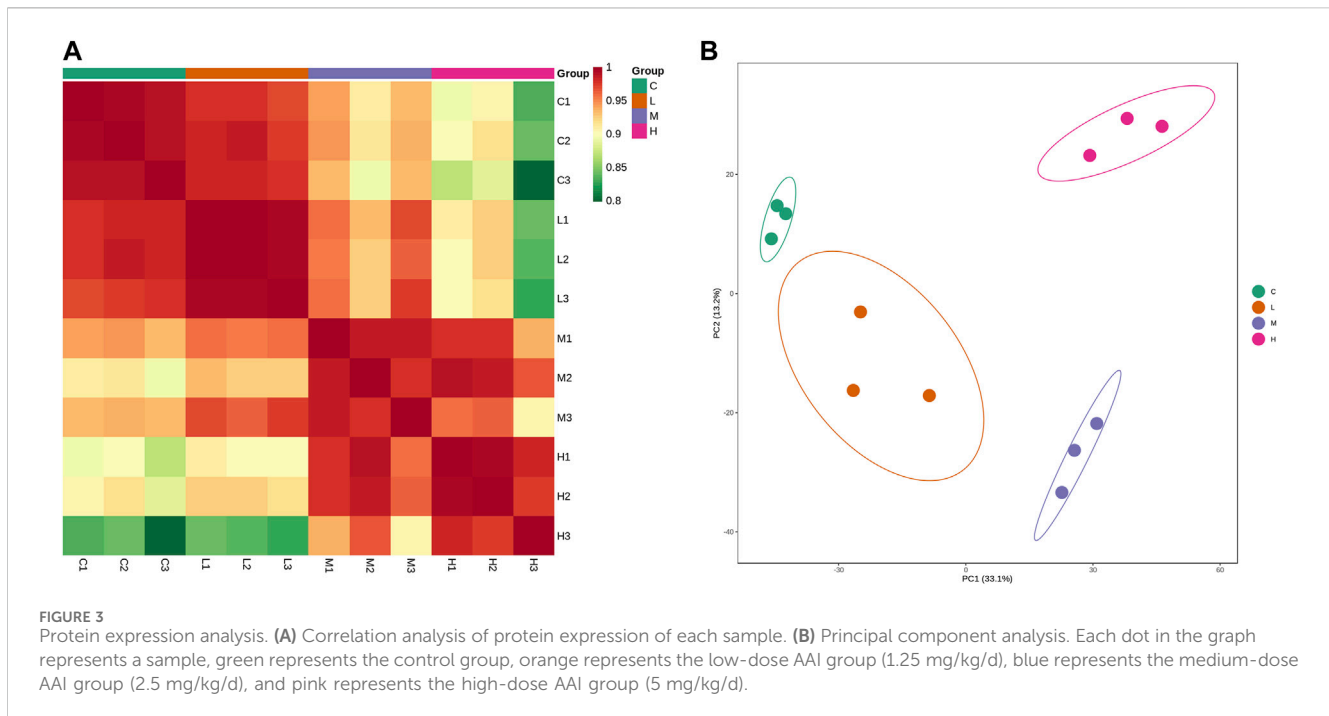 A
B
Group
C1
C2
C3
L1
L2
L3
M1
M2
M3
H1
H2
H3
C1
C2
C3
L1
L2
L3
M1
M2
M3
H1
H2
H3
1
0.95
0.9
0.85
0.8
Group
C
L
M
H
20
0
-20
-40
PC2 (13.2%)
-30
0
30
60
PC1 (33.1%)
C
L
M
H
FIGURE 3
Protein expression analysis. (A) Correlation analysis of protein expression of each sample. (B) Principal component analysis. Each dot in the graph
represents a sample, green represents the control group, orange represents the low-dose AAI group (1.25 mg/kg/d), blue represents the medium-dose
AAI group (2.5 mg/kg/d), and pink represents the high-dose AAI group (5 mg/kg/d).